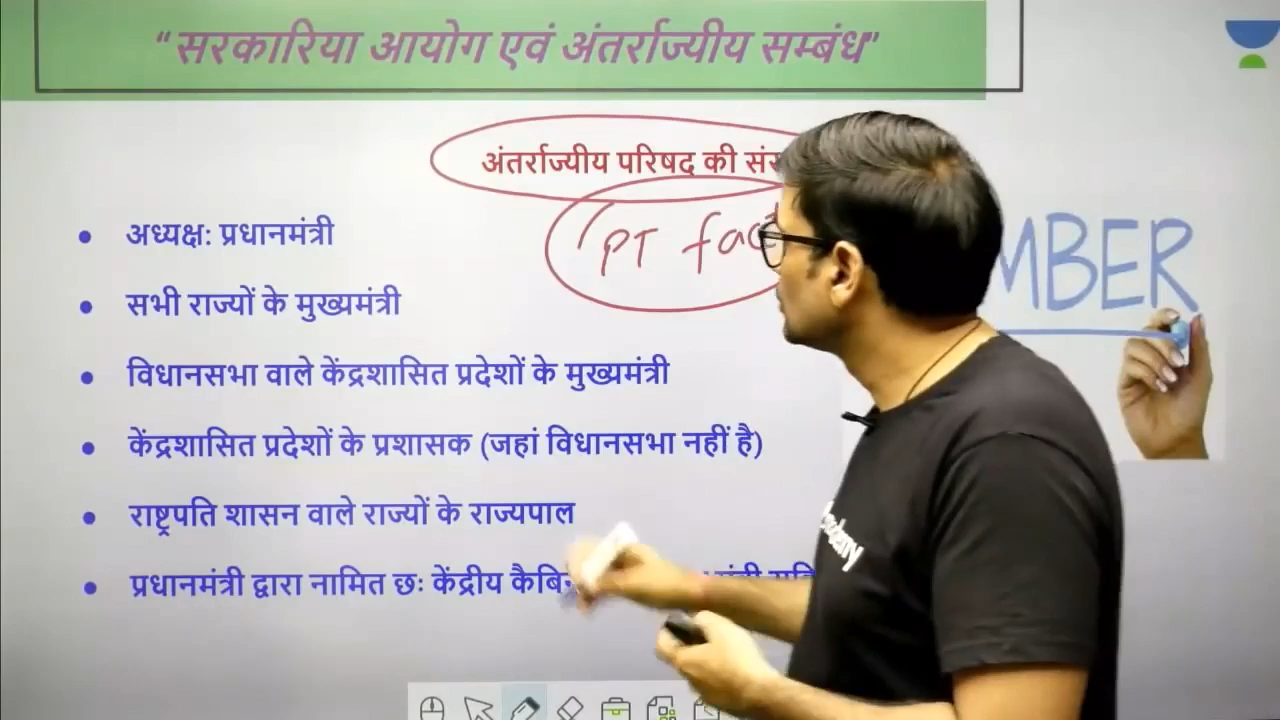 “सरकारिया आयोग एवं अंतर्राज्यीय सम्बंध”
अंतर्राज्यीय परिषद की
PT
• अध्यक्ष: प्रधानमंत्री
• सभी राज्यों के मुख्यमंत्री
• विधानसभा वाले केंद्रशासित प्रदेशों के मुख्यमंत्री
• केंद्रशासित प्रदेशों के प्रशासक (जहां विधानसभा नहीं है)
• राष्ट्रपति शासन वाले राज्यों के राज्यपाल
• प्रधानमंत्री द्वारा नामित छः केंद्रीय
MBER